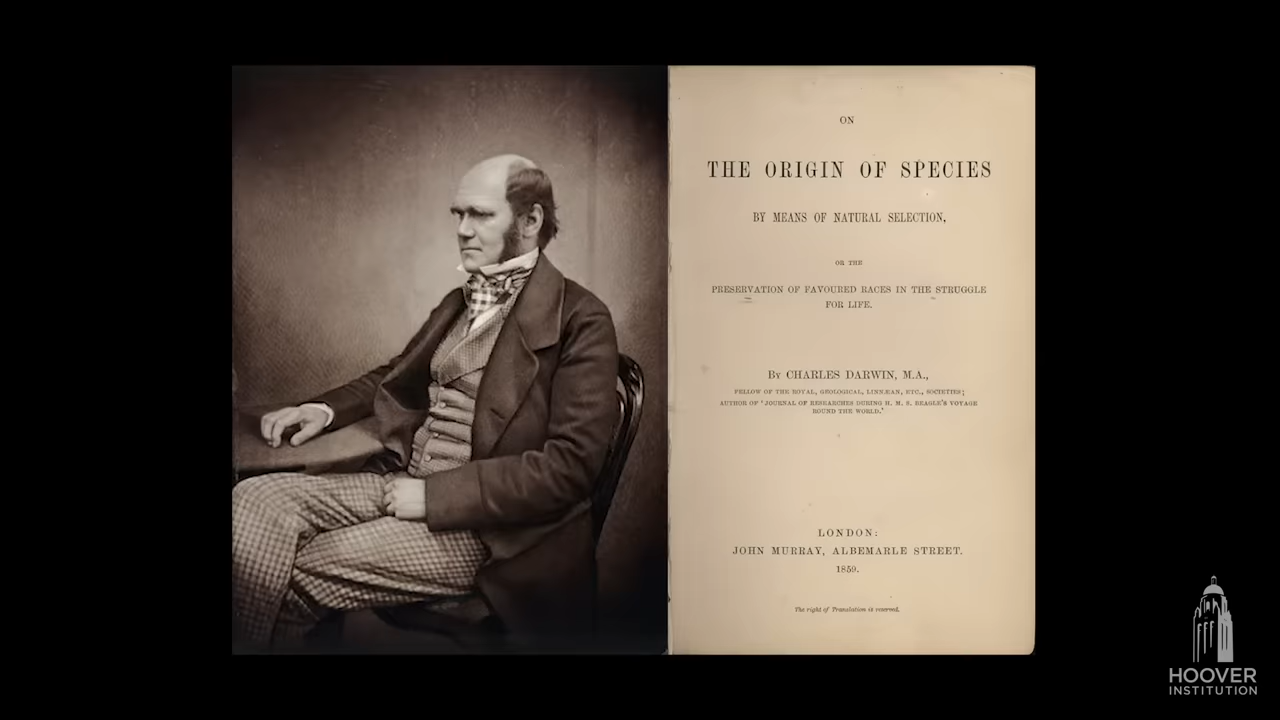 ON
THE ORIGIN OF SPECIES
BY MEANS OF NATURAL SELECTION,
OR THE
PRESERVATION OF FAVOURED RACES IN THE STRUGGLE
FOR LIFE.
By CHARLES DARWIN, M.A.,
FELLOW OF THE ROYAL, GEOLOGICAL, LINNÆAN, ETC., SOCIETIES;
AUTHOR OF 'JOURNAL OF RESEARCHES DURING H. M. S. BEAGLE'S VOYAGE
ROUND THE WORLD.'
LONDON:
JOHN MURRAY, ALBEMARLE STREET.
1859.
The right of Translation is reserved.
HOOVER
INSTITUTION